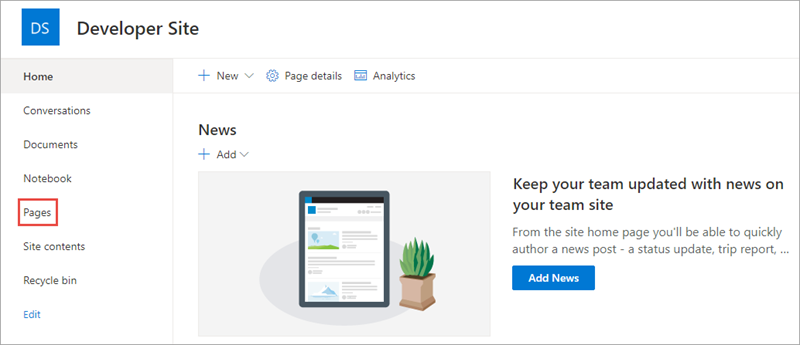 DS
Developer Site
Home
Conversations
Documents
Notebook
Pages
Site contents
Recycle bin
Edit
New
Page details
Analytics
News
Add
Keep your team updated with news on
your team site
From the site home page you'll be able to quickly
author a news post - a status update, trip report, ...
Add News